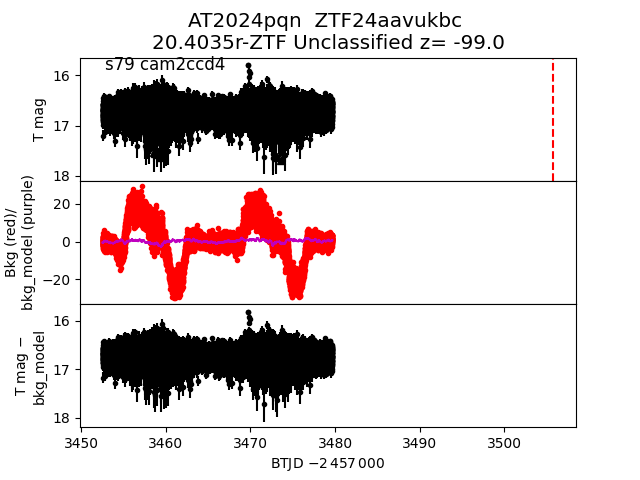 AT2024pqn  ZTF24aavukbc
20.4035r-ZTF Unclassified z= -99.0
s79 cam2ccd4
16
17
18
T mag
20
0
−20
Bkg (red)/
bkg_model (purple)
16
17
18
T mag −
bkg_model
3450 3460 3470 3480 3490 3500
BTJD −2 457 000